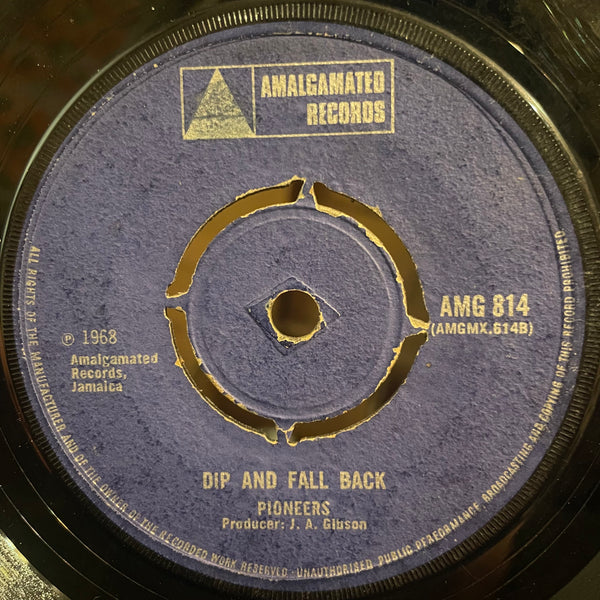 AMALGAMATED
RECORDS
AMG 814
(AMGMX.614B)
℗ 1968
Amalgamated
Records,
Jamaica
DIP AND FALL BACK
PIONEERS
Producer: J. A. Gibson
ALL RIGHTS OF THE MANUFACTURER AND OF THE OWNER OF THE RECORDED WORK RESERVED - UNAUTHORISED PUBLIC PERFORMANCE BROADCASTING AND COPYING OF THIS RECORD PROHIBITED